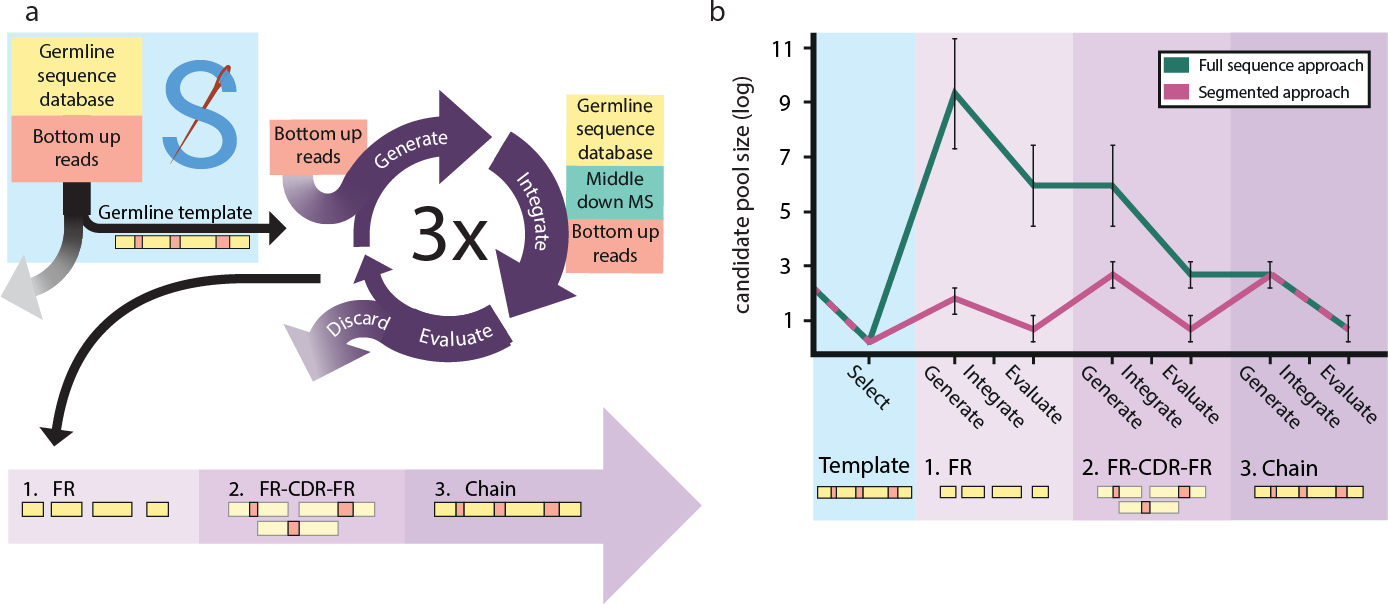 a
Germline
sequence
database
Bottom up
reads
S
Germline template
Bottom up
reads
Generate
Integrate
Evaluate
Discard
3x
Germline
sequence
database
Middle
down MS
Bottom up
reads
1. FR
2. FR-CDR-FR
3. Chain
b
candidate pool size (log)
11
9
7
5
3
1
Full sequence approach
Segmented approach
Select
Generate
Integrate
Evaluate
Generate
Integrate
Evaluate
Generate
Integrate
Evaluate
Template
1. FR
2. FR-CDR-FR
3. Chain